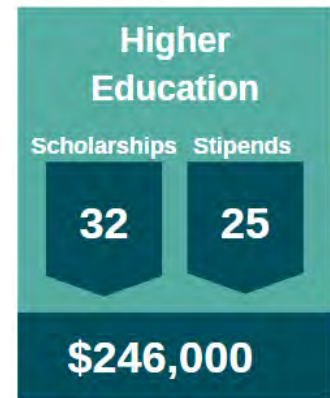 Higher
Education
Scholarships Stipends
32 25
$246,000